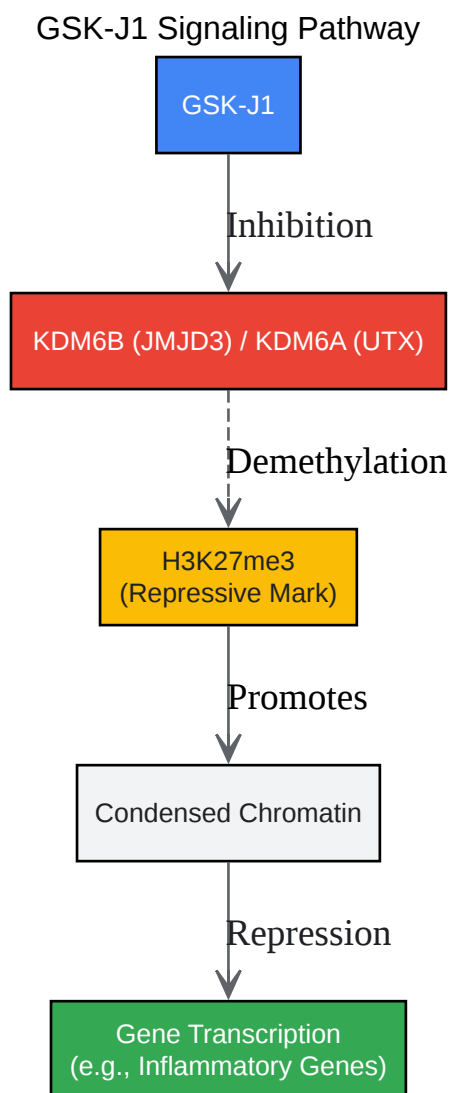 GSK-J1 Signaling Pathway
GSK-J1
Inhibition
KDM6B (JMJD3) / KDM6A (UTX)
Demethylation
H3K27me3
(Repressive Mark)
Promotes
Condensed Chromatin
Repression
Gene Transcription
(e.g., Inflammatory Genes)